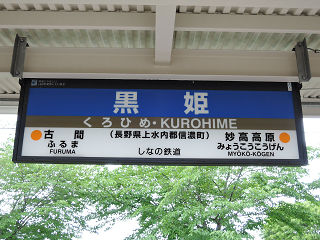 黒姫
くろひめ・KUROHIME
(長野県上水内郡信濃町)
古間
ふるま
FURUMA
妙高高原
みょうこうこうげん
MYŌKŌ-KŌGEN
しなの鉄道